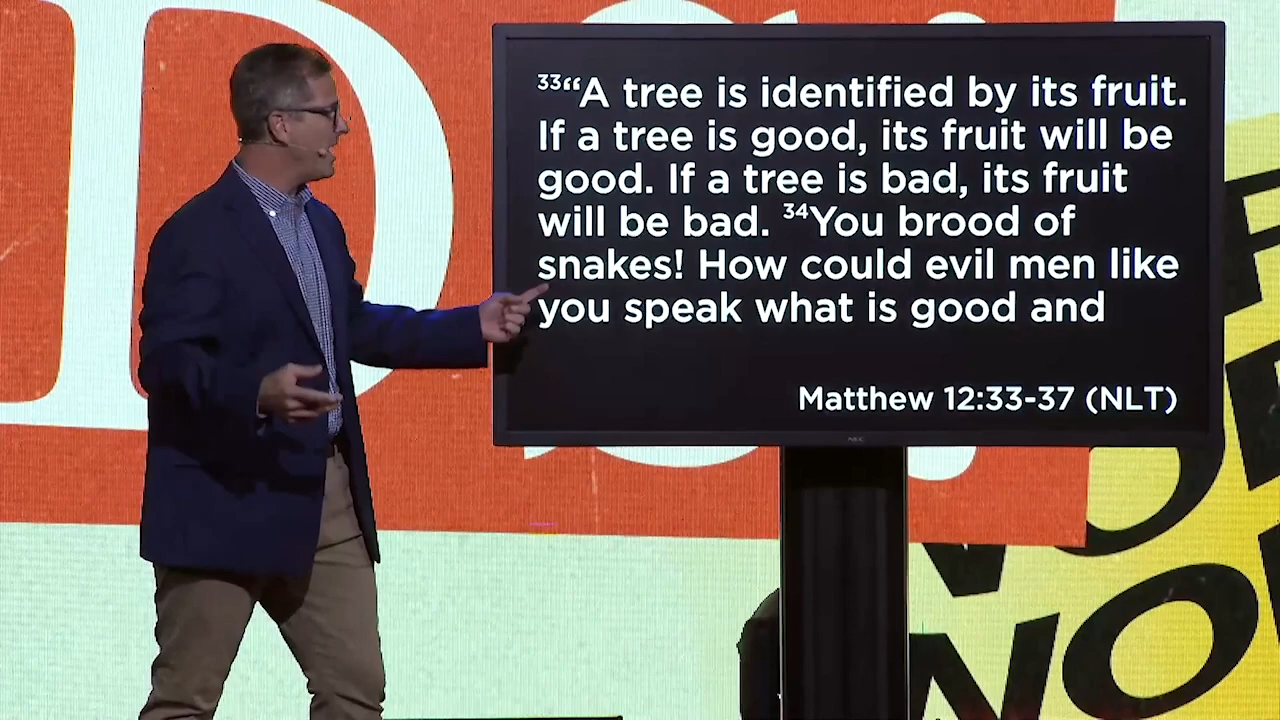 33“A tree is identified by its fruit.
If a tree is good, its fruit will be
good. If a tree is bad, its fruit
will be bad. 34You brood of
snakes! How could evil men like
you speak what is good and
Matthew 12:33-37 (NLT)
NEC
NO